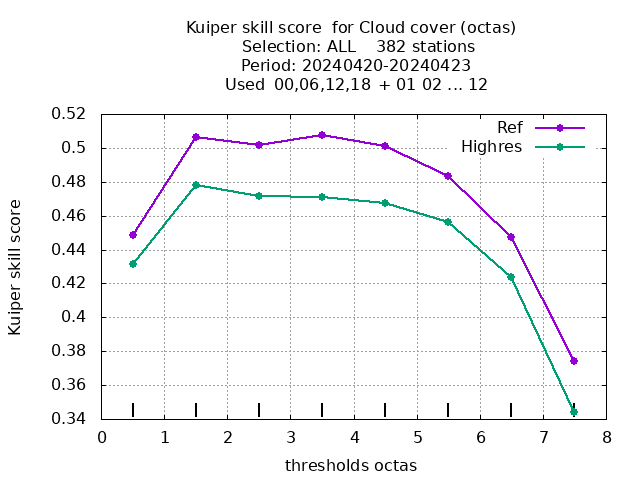 Kuiper skill score  for Cloud cover (octas)
Selection: ALL    382 stations
Period: 20240420-20240423
Used  00,06,12,18  + 01 02 ... 12
Ref
Highres
0.52
0.5
0.48
0.46
0.44
0.42
0.4
0.38
0.36
0.34
Kuiper skill score
0 1 2 3 4 5 6 7 8
thresholds octas